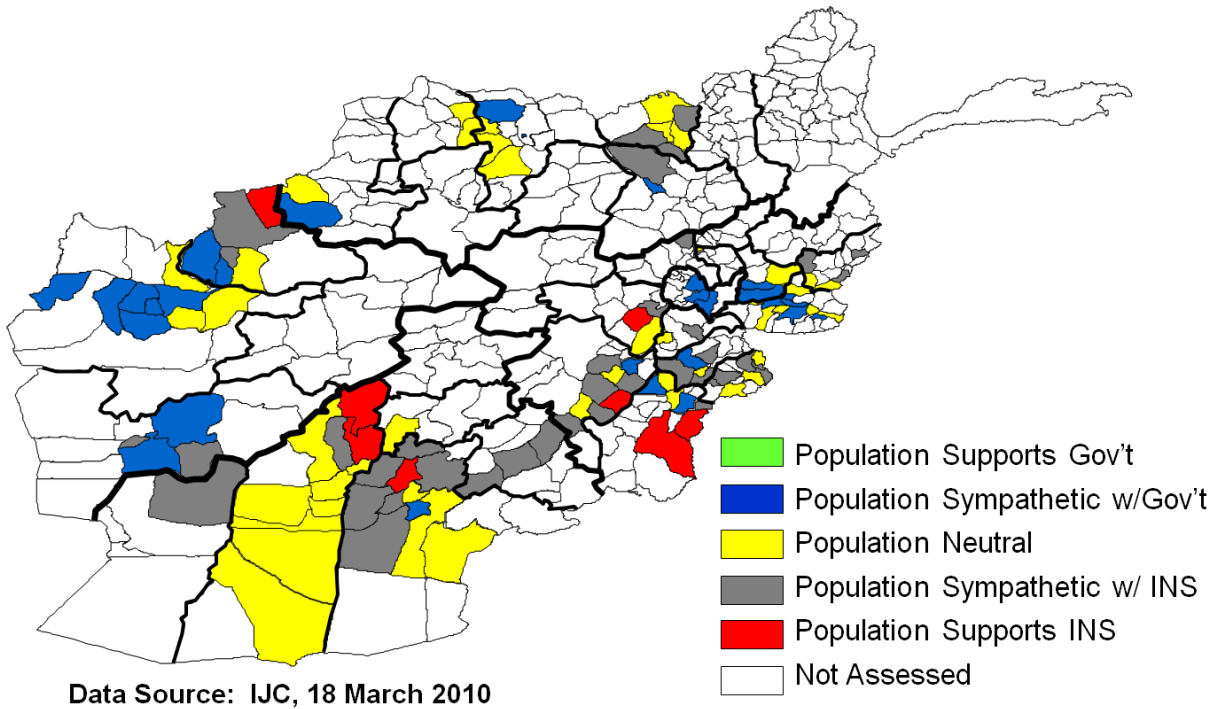 Population Supports Gov't
Population Sympathetic w/Gov't
Population Neutral
Population Sympathetic w/ INS
Population Supports INS
Not Assessed
Data Source: IJC, 18 March 2010